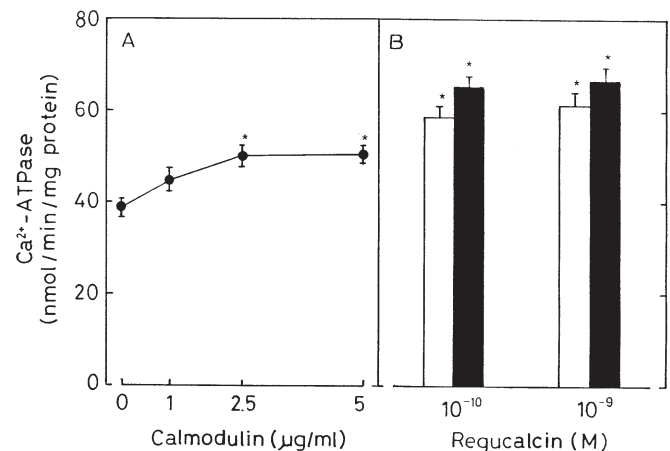 80
60
40
20
0
Ca²⁺-ATPase
(nmol/min/mg protein)
A
*
*
0 1 2.5 5
Calmodulin (µg/ml)
B
*
*
*
*
10⁻¹⁰ 10⁻⁹
Regucalcin (M)